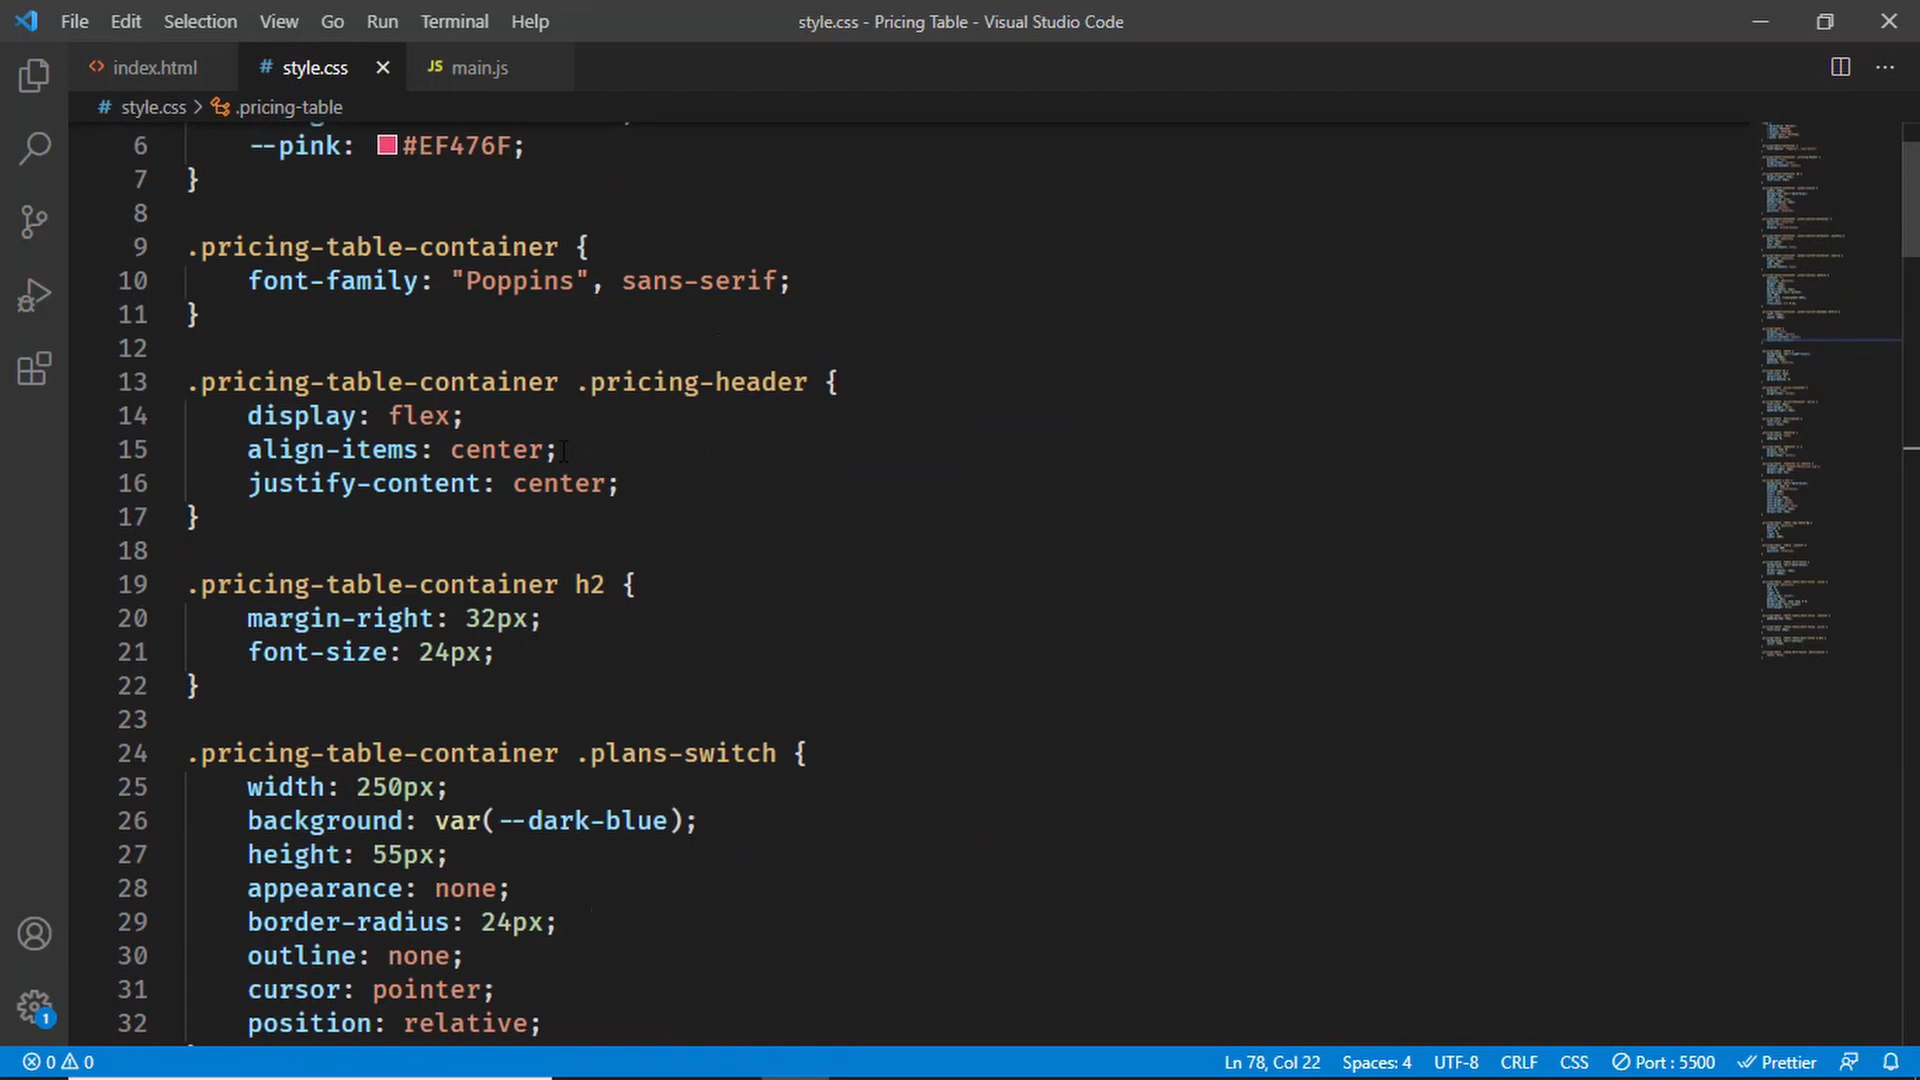 File Edit Selection View Go Run Terminal Help style.css - Pricing Table - Visual Studio Code
<> index.html # style.css JS main.js
# style.css > .pricing-table
6 --pink: #EF476F;
7 }
8
9 .pricing-table-container {
10 font-family: "Poppins", sans-serif;
11 }
12
13 .pricing-table-container .pricing-header {
14 display: flex;
15 align-items: center;
16 justify-content: center;
17 }
18
19 .pricing-table-container h2 {
20 margin-right: 32px;
21 font-size: 24px;
22 }
23
24 .pricing-table-container .plans-switch {
25 width: 250px;
26 background: var(--dark-blue);
27 height: 55px;
28 appearance: none;
29 border-radius: 24px;
30 outline: none;
31 cursor: pointer;
32 position: relative;
1
0 0 Ln 78, Col 22 Spaces: 4 UTF-8 CRLF CSS Port : 5500 Prettier